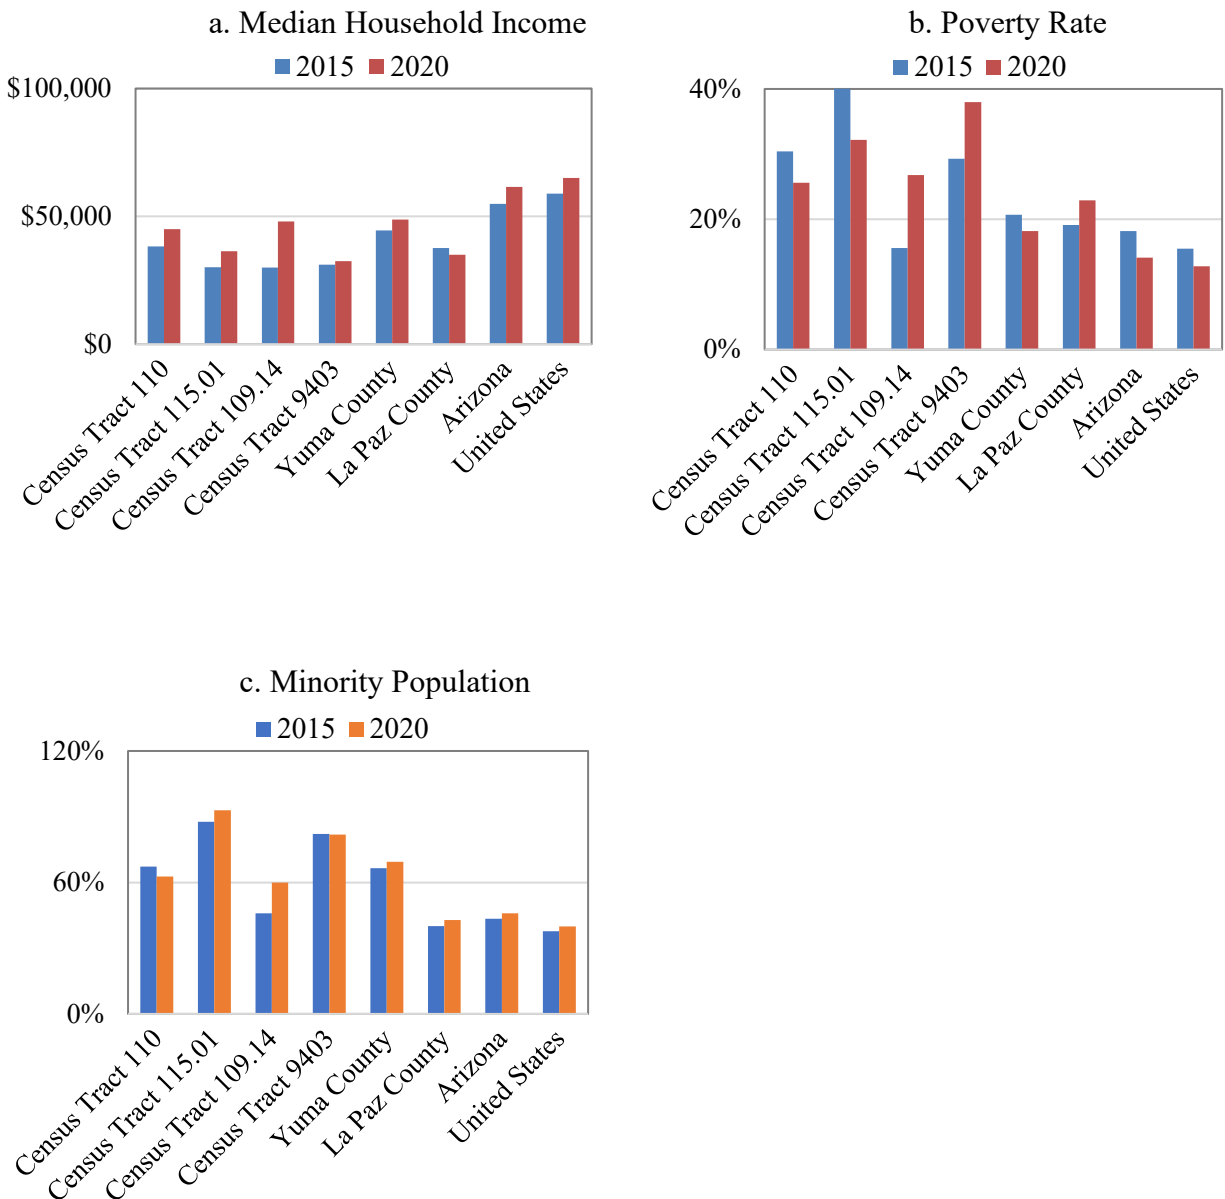 a. Median Household Income
2015 2020
$100,000
$50,000
$0
Census Tract 110
Census Tract 115.01
Census Tract 109.14
Census Tract 9403
Yuma County
La Paz County
Arizona
United States
b. Poverty Rate
2015 2020
40%
20%
0%
Census Tract 110
Census Tract 115.01
Census Tract 109.14
Census Tract 9403
Yuma County
La Paz County
Arizona
United States
c. Minority Population
2015 2020
120%
60%
0%
Census Tract 110
Census Tract 115.01
Census Tract 109.14
Census Tract 9403
Yuma County
La Paz County
Arizona
United States